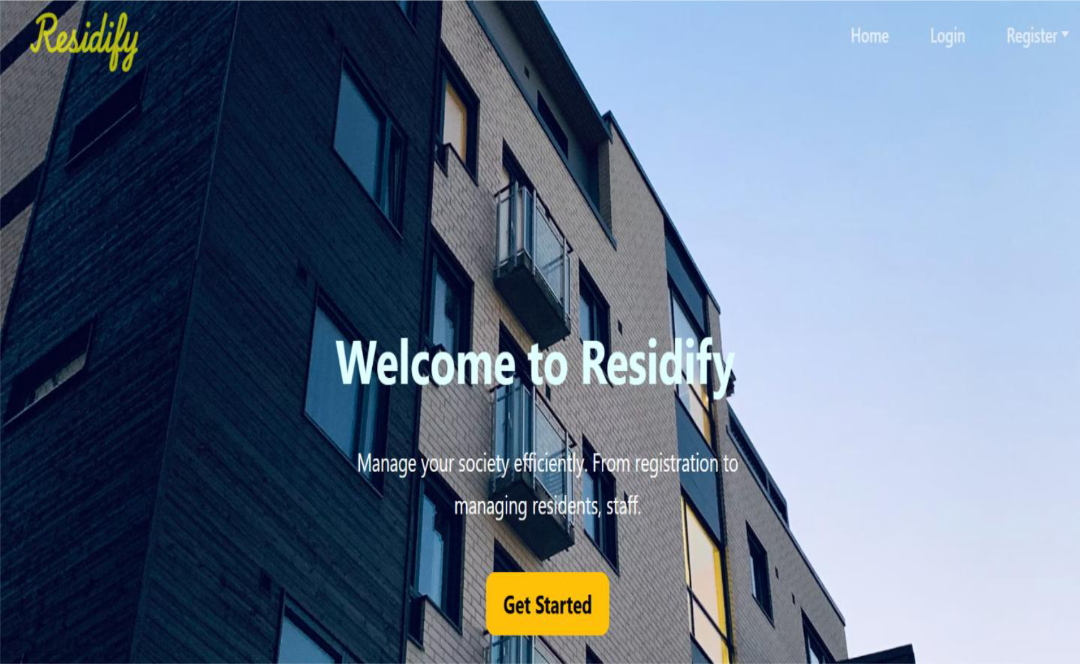 Residify
Home
Login
Register
Welcome to Residify
Manage your society efficiently. From registration to
managing residents, staff.
Get Started